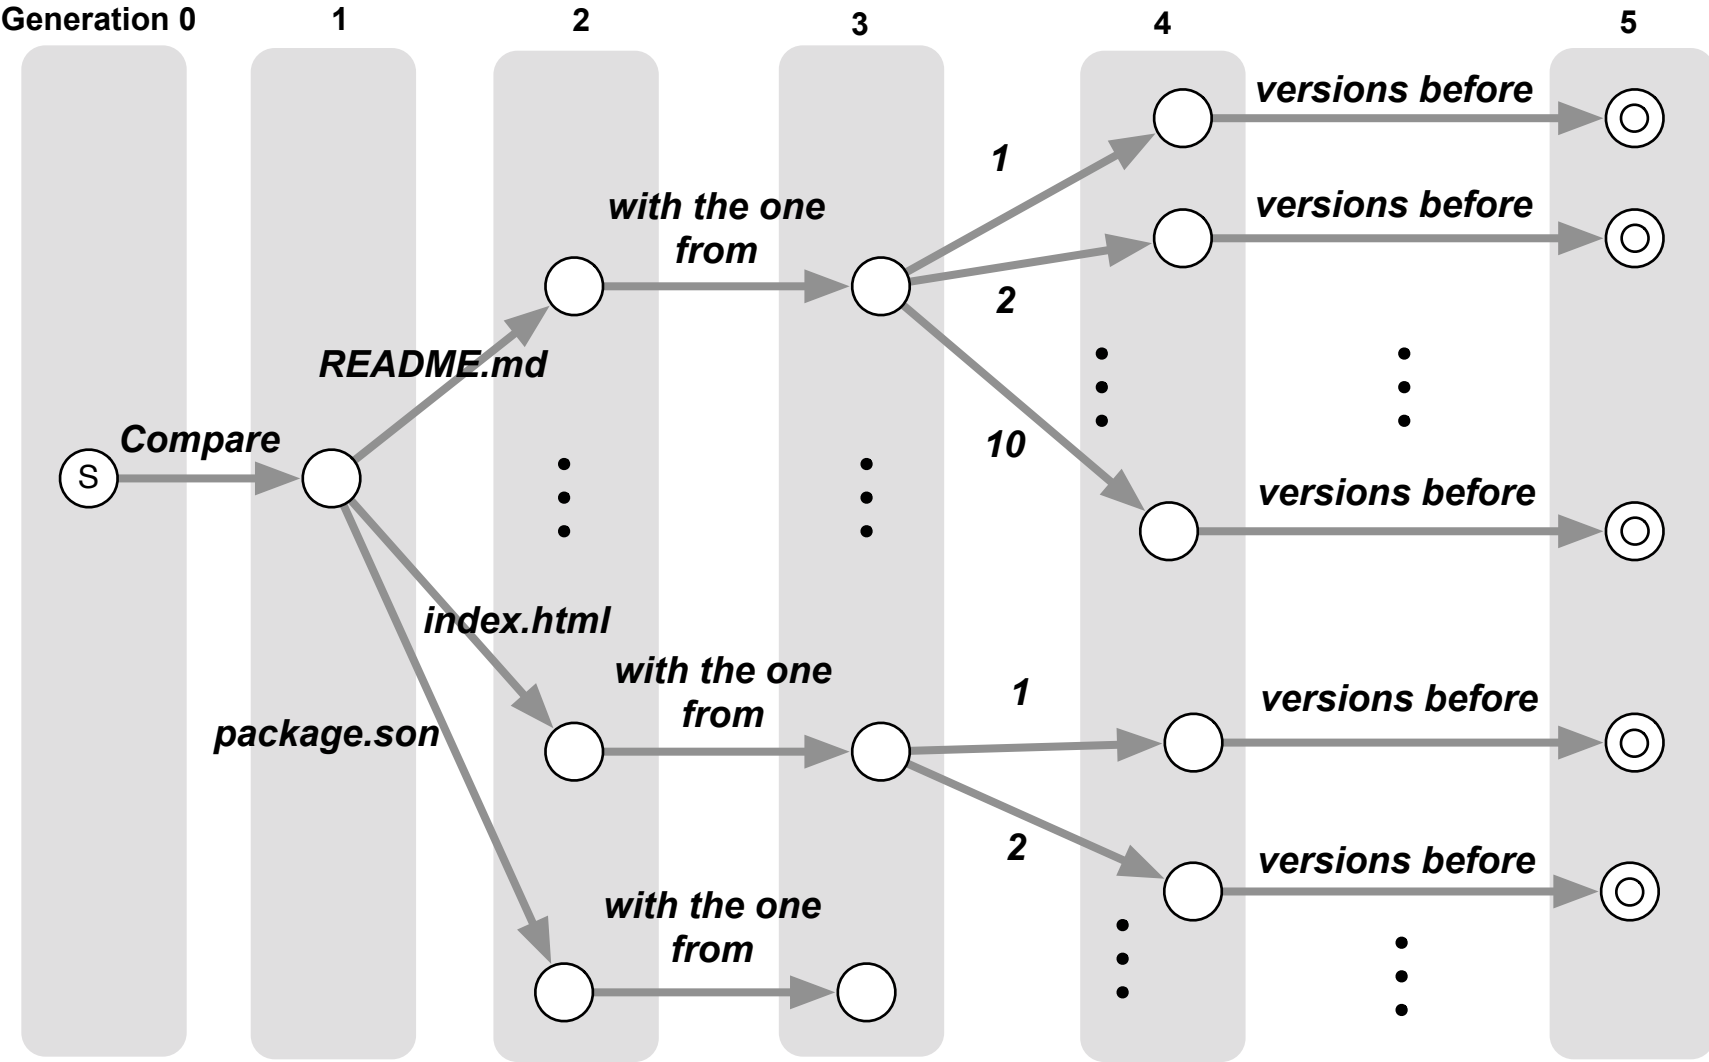 Generation 0 1 2 3 4 5
versions before
1
versions before
with the one
from
2
README.md
10
Compare
S
versions before
index.html
with the one
from
1
versions before
package.son
2
versions before
with the one
from